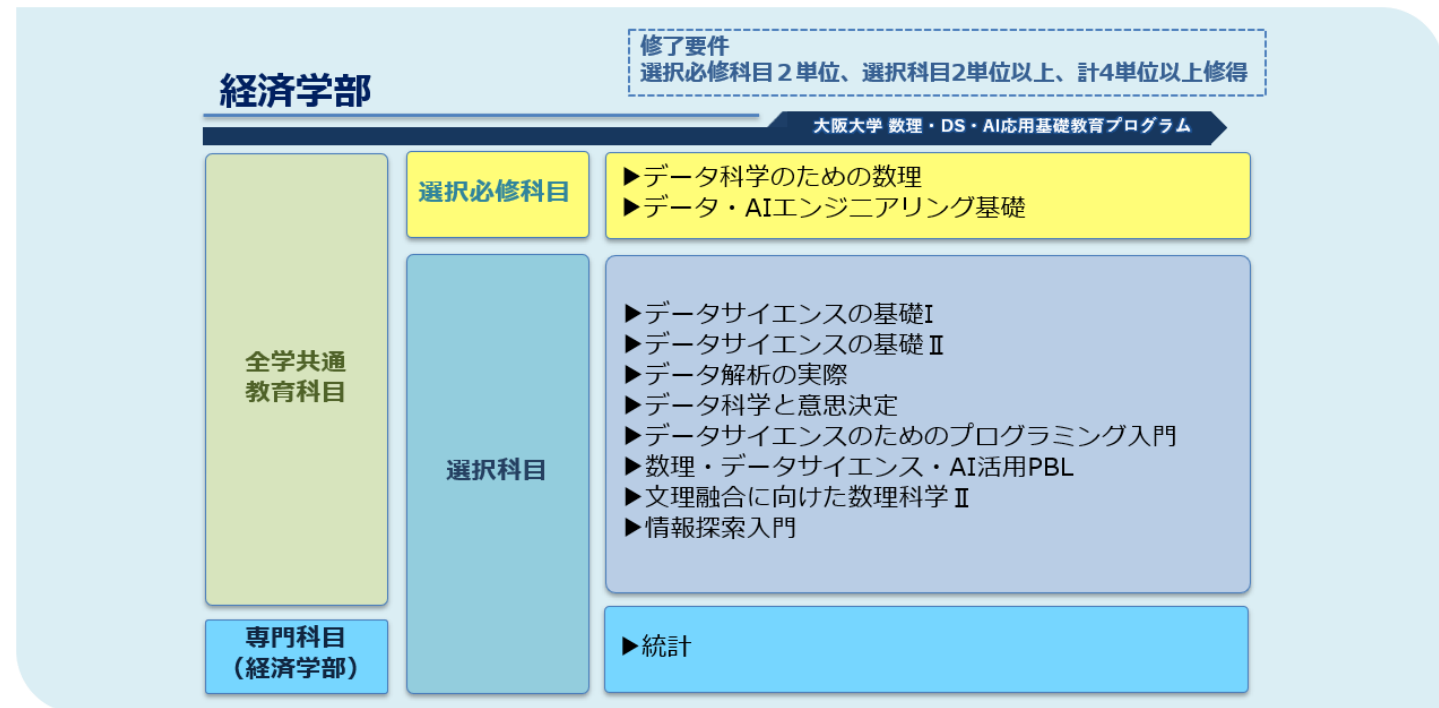 修了要件
選択必修科目２単位、選択科目2単位以上、計4単位以上修得
経済学部
大阪大学 数理・DS・AI応用基礎教育プログラム
全学共通
教育科目
選択必修科目
▶データ科学のための数理
▶データ・AIエンジニアリング基礎
選択科目
▶データサイエンスの基礎I
▶データサイエンスの基礎Ⅱ
▶データ解析の実際
▶データ科学と意思決定
▶データサイエンスのためのプログラミング入門
▶数理・データサイエンス・AI活用PBL
▶文理融合に向けた数理科学Ⅱ
▶情報探索入門
専門科目
（経済学部）
▶統計